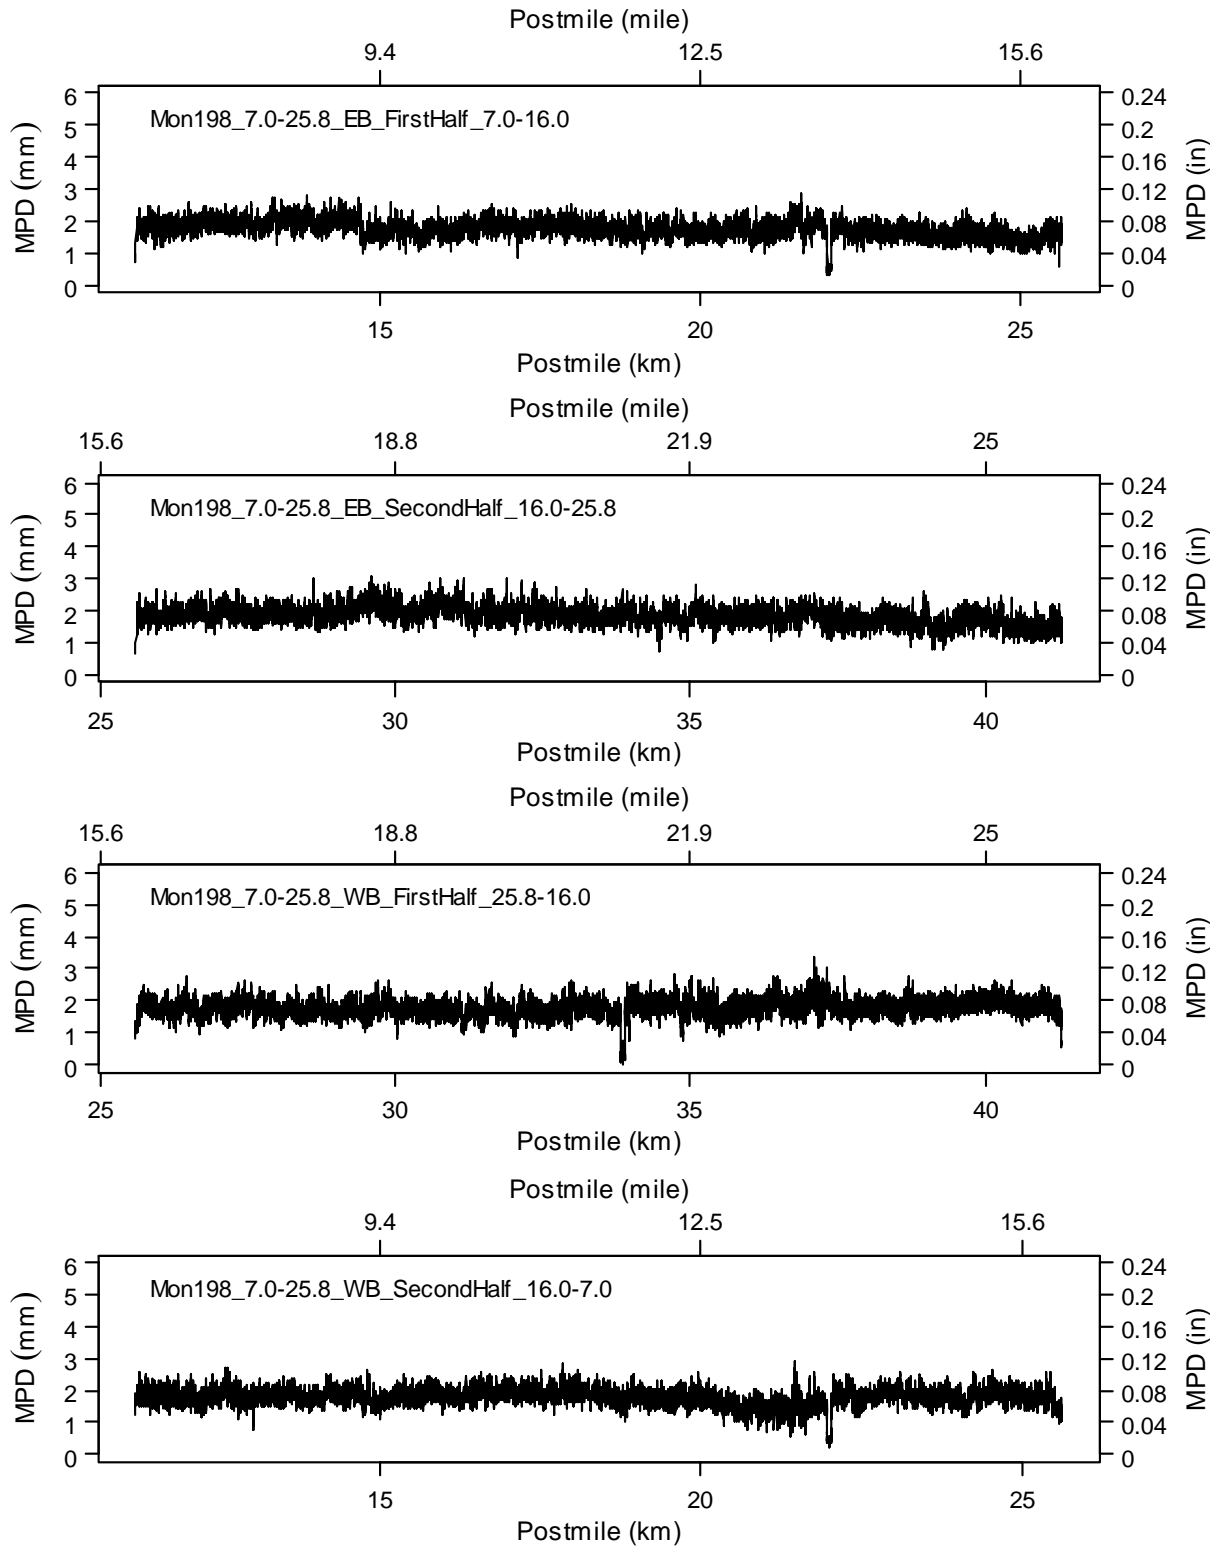 Postmile (mile)
9.4 12.5 15.6
6 0.24
Mon198_7.0-25.8_EB_FirstHalf_7.0-16.0
5 0.2
4 0.16
3 0.12
2 0.08
1 0.04
0 0
MPD (mm) MPD (in)
15 20 25
Postmile (km)
Postmile (mile)
15.6 18.8 21.9 25
6 0.24
Mon198_7.0-25.8_EB_SecondHalf_16.0-25.8
5 0.2
4 0.16
3 0.12
2 0.08
1 0.04
0 0
MPD (mm) MPD (in)
25 30 35 40
Postmile (km)
Postmile (mile)
15.6 18.8 21.9 25
6 0.24
Mon198_7.0-25.8_WB_FirstHalf_25.8-16.0
5 0.2
4 0.16
3 0.12
2 0.08
1 0.04
0 0
MPD (mm) MPD (in)
25 30 35 40
Postmile (km)
Postmile (mile)
9.4 12.5 15.6
6 0.24
Mon198_7.0-25.8_WB_SecondHalf_16.0-7.0
5 0.2
4 0.16
3 0.12
2 0.08
1 0.04
0 0
MPD (mm) MPD (in)
15 20 25
Postmile (km)